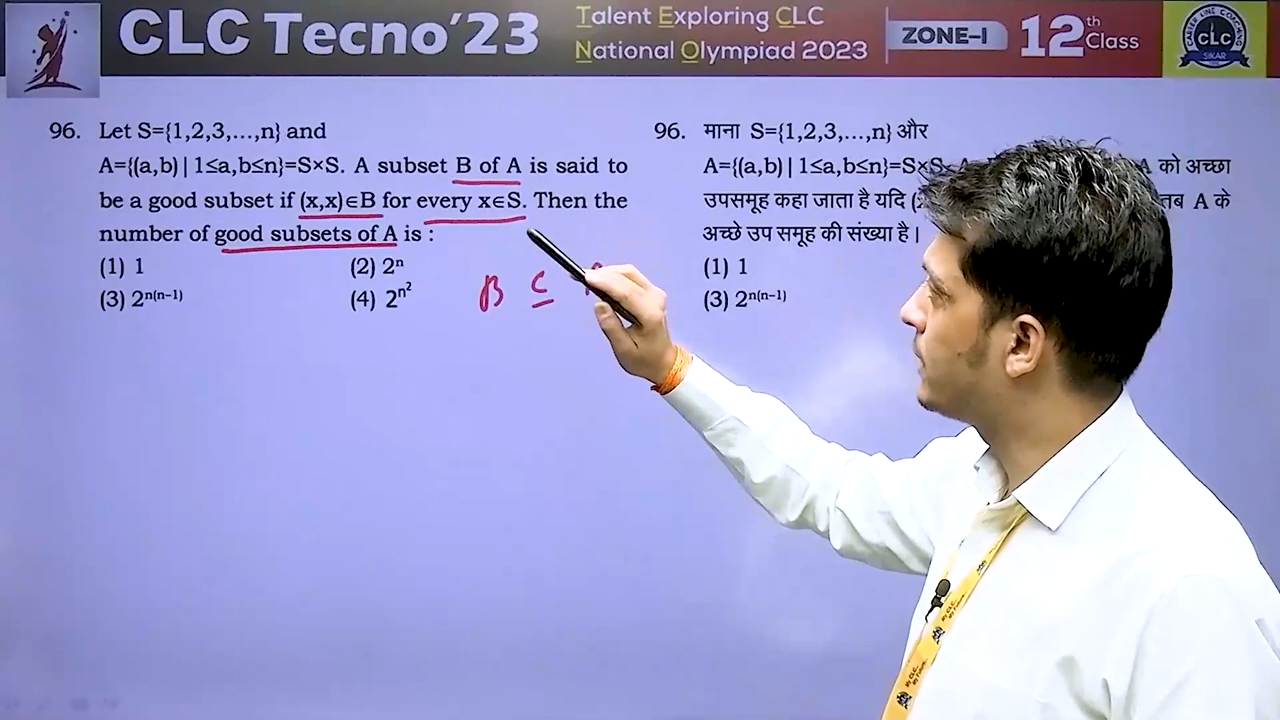 CLC Tecno'23
Talent Exploring CLC
National Olympiad 2023
ZONE-I
12th Class
CLC
SIKAR
96. Let S={1,2,3,...,n} and
A={(a,b)|1≤a,b≤n}=S×S. A subset B of A is said to
be a good subset if (x,x)∈B for every x∈S. Then the
number of good subsets of A is :
(1) 1 (2) 2ⁿ
(3) 2ⁿ⁽ⁿ⁻¹⁾ (4) 2^n²
B ⊆
96. माना S={1,2,3,...,n} और
A={(a,b)|1≤a,b≤n}=S×S A को अच्छा
उपसमूह कहा जाता है यदि तब A के
अच्छे उप समूह की संख्या है।
(1) 1
(3) 2ⁿ⁽ⁿ⁻¹⁾